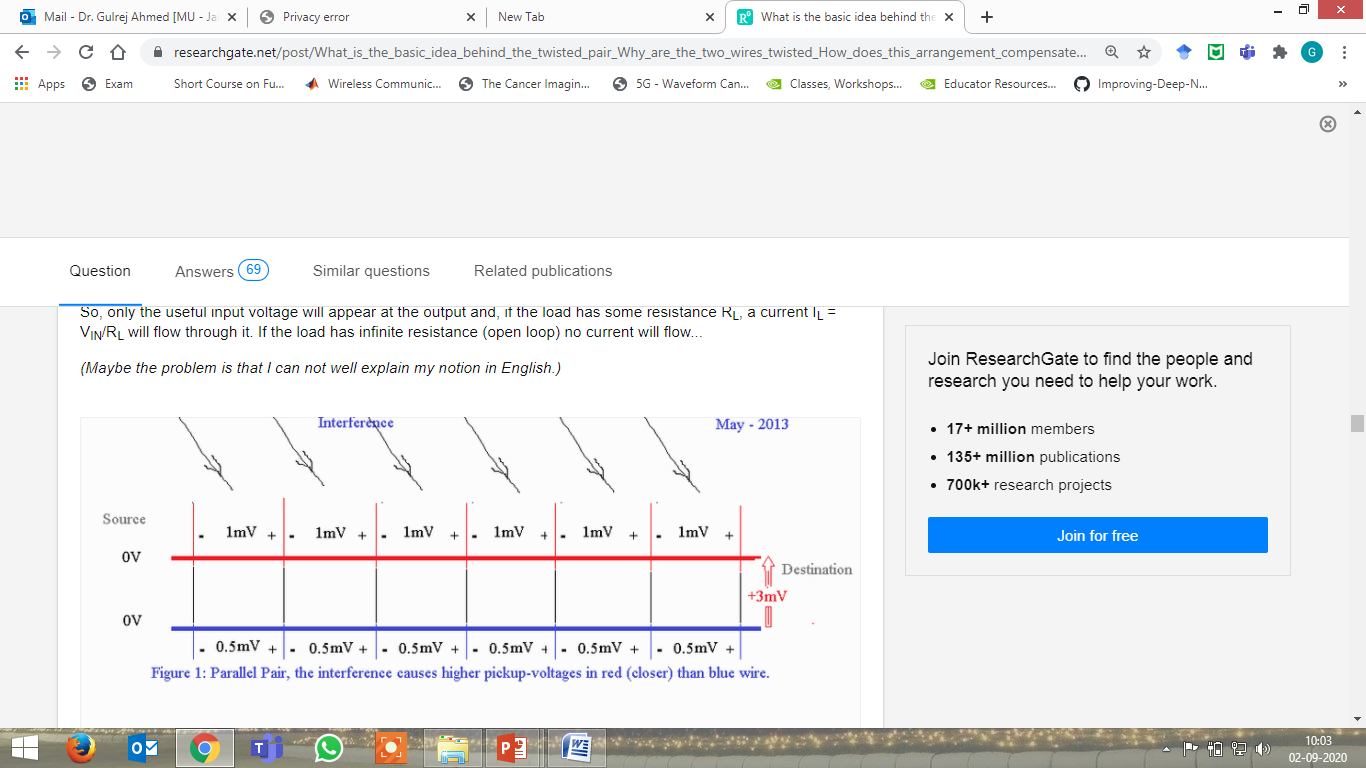 Mail - Dr. Gulrej Ahmed [MU - Ja
Privacy error
New Tab
What is the basic idea behind the
researchgate.net/post/What_is_the_basic_idea_behind_the_twisted_pair_Why_are_the_two_wires_twisted_How_does_this_arrangement_compensate...
G
Apps
Exam
Short Course on Fu...
Wireless Communic...
The Cancer Imagin...
5G - Waveform Can...
Classes, Workshops...
Educator Resources...
Improving-Deep-N...
»
Question
Answers 69
Similar questions
Related publications
So, only the useful input voltage will appear at the output and, if the load has some resistance RL, a current IL =
VIN/RL will flow through it. If the load has infinite resistance (open loop) no current will flow...
(Maybe the problem is that I can not well explain my notion in English.)
Interference
May - 2013
Source
- 1mV + - 1mV + - 1mV + - 1mV + - 1mV + - 1mV +
0V
Destination
+3mV
0V
- 0.5mV + - 0.5mV + - 0.5mV + - 0.5mV + - 0.5mV + - 0.5mV +
Figure 1: Parallel Pair, the interference causes higher pickup-voltages in red (closer) than blue wire.
Join ResearchGate to find the people and
research you need to help your work.
• 17+ million members
• 135+ million publications
• 700k+ research projects
Join for free
10:03
02-09-2020